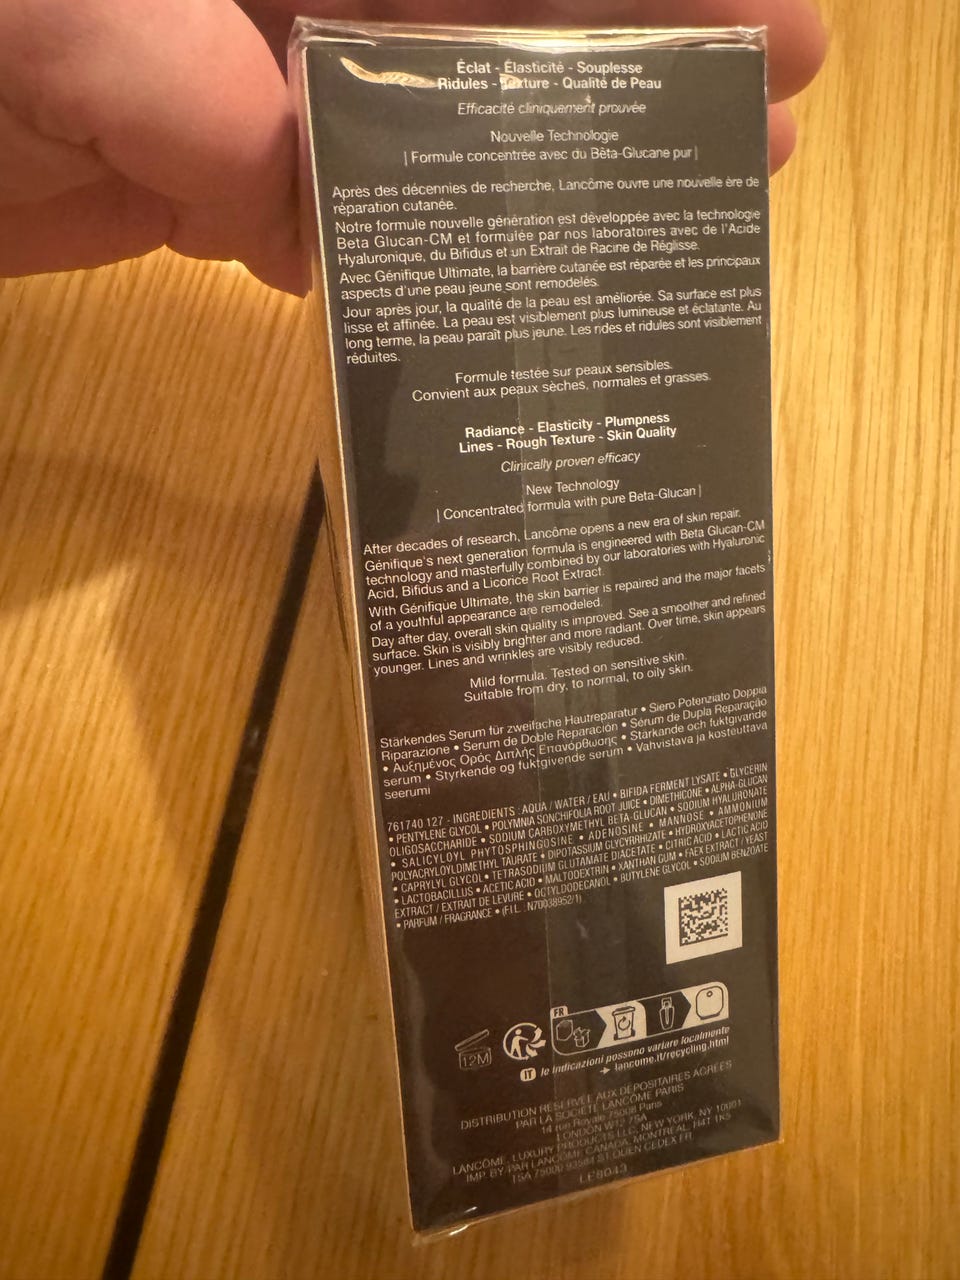 Éclat - Élasticité - Souplesse
Ridules - Texture - Qualité de Peau
Efficacité cliniquement prouvée
Nouvelle Technologie
| Formule concentrée avec du Bêta-Glucane pur |
Après des décennies de recherche, Lancôme ouvre une nouvelle ère de
réparation cutanée.
Notre formule nouvelle génération est développée avec la technologie
Beta Glucan-CM et formulée par nos laboratoires avec de l'Acide
Hyaluronique, du Bifidus et un Extrait de Racine de Réglisse.
Avec Génifique Ultimate, la barrière cutanée est réparée et les principaux
aspects d'une peau jeune sont remodelés.
Jour après jour, la qualité de la peau est améliorée. Sa surface est plus
lisse et affinée. La peau est visiblement plus lumineuse et éclatante. Au
long terme, la peau paraît plus jeune. Les rides et ridules sont visiblement
réduites.
Formule testée sur peaux sensibles.
Convient aux peaux sèches, normales et grasses.
Radiance - Elasticity - Plumpness
Lines - Rough Texture - Skin Quality
Clinically proven efficacy
New Technology
| Concentrated formula with pure Beta-Glucan |
After decades of research, Lancôme opens a new era of skin repair.
Génifique's next generation formula is engineered with Beta Glucan-CM
technology and masterfully combined by our laboratories with Hyaluronic
Acid, Bifidus and a Licorice Root Extract.
With Génifique Ultimate, the skin barrier is repaired and the major facets
of a youthful appearance are remodeled.
Day after day, overall skin quality is improved. See a smoother and refined
surface. Skin is visibly brighter and more radiant. Over time, skin appears
younger. Lines and wrinkles are visibly reduced.
Mild formula. Tested on sensitive skin.
Suitable from dry, to normal, to oily skin.
Stärkendes Serum für zweifache Hautreparatur • Siero Potenziato Doppia
Riparazione • Serum de Doble Reparación • Sérum de Dupla Reparação
• Αυξημένος Ορός Διπλής Επανόρθωσης • Stärkande och fuktgivande
serum • Styrkende og fuktgivende serum • Vahvistava ja kosteuttava
seerumi
761740 127 - INGREDIENTS : AQUA / WATER / EAU • BIFIDA FERMENT LYSATE • GLYCERIN
• PENTYLENE GLYCOL • POLYMNIA SONCHIFOLIA ROOT JUICE • DIMETHICONE • ALPHA-GLUCAN
OLIGOSACCHARIDE • SODIUM CARBOXYMETHYL BETA-GLUCAN • SODIUM HYALURONATE
• SALICYLOYL PHYTOSPHINGOSINE • ADENOSINE • MANNOSE • AMMONIUM
POLYACRYLOYLDIMETHYL TAURATE • DIPOTASSIUM GLYCYRRHIZATE • HYDROXYACETOPHENONE
• CAPRYLYL GLYCOL • TETRASODIUM GLUTAMATE DIACETATE • CITRIC ACID • LACTIC ACID
• LACTOBACILLUS • ACETIC ACID • MALTODEXTRIN • XANTHAN GUM • FAEX EXTRACT / YEAST
EXTRACT / EXTRAIT DE LEVURE • OCTYLDODECANOL • BUTYLENE GLYCOL • SODIUM BENZOATE
• PARFUM / FRAGRANCE • (F.I.L. : N70038952/1)
FR
12M
IT le indicazioni possono variare localmente
➔ lancome.it/recycling.html
DISTRIBUTION RÉSERVÉE AUX DÉPOSITAIRES AGRÉÉS
PAR LA SOCIÉTÉ LANCÔME PARIS
14 rue Royale 75008 Paris
LONDON W12 7SA
LANCÔME, LUXURY PRODUCTS LLC, NEW YORK, NY 10001
IMP. BY/PAR LANCÔME CANADA, MONTREAL, H4T 1K5
TSA 75000 93584 ST OUEN CEDEX FR
LE8043